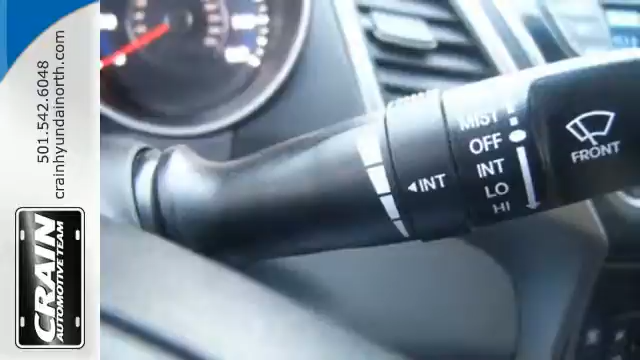 501.542.6048
crainhyundainorth.com
CRAIN
AUTOMOTIVE TEAM
MIST
OFF
INT
LO
HI
INT
FRONT